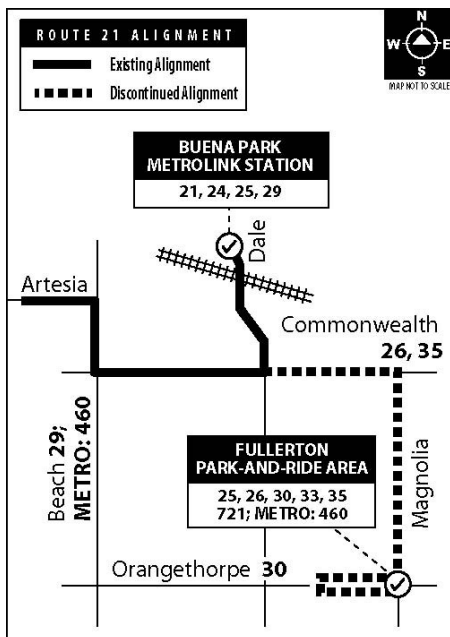 ROUTE 21 ALIGNMENT
Existing Alignment
Discontinued Alignment
N
W E
S
MAP NOT TO SCALE
BUENA PARK
METROLINK STATION
21, 24, 25, 29
Dale
Artesia
Commonwealth
26, 35
Beach 29;
METRO: 460
FULLERTON
PARK-AND-RIDE AREA
25, 26, 30, 33, 35
721; METRO: 460
Magnolia
Orangethorpe 30